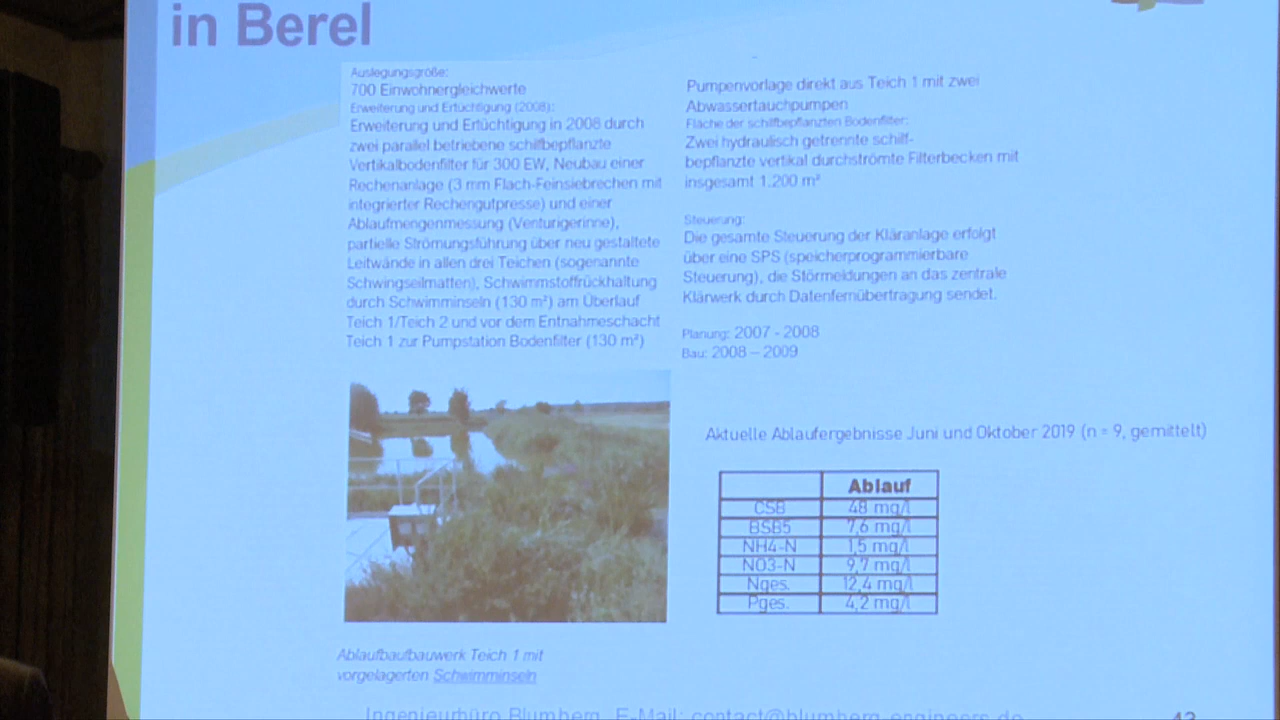 in Berel
Auslegungsgröße:
700 Einwohnergleichwerte
Erweiterung und Ertüchtigung (2008):
Erweiterung und Ertüchtigung in 2008 durch
zwei parallel betriebene schilfbepflanzte
Vertikalbodenfilter für 300 EW, Neubau einer
Rechenanlage (3 mm Flach-Feinsiebrechen mit
integrierter Rechengutpresse) und einer
Ablaufmengenmessung (Venturigerinne),
partielle Strömungsführung über neu gestaltete
Leitwände in allen drei Teichen (sogenannte
Schwingseilmatten), Schwimmstoffrückhaltung
durch Schwimminseln (130 m²) am Überlauf
Teich 1/Teich 2 und vor dem Entnahmeschacht
Teich 1 zur Pumpstation Bodenfilter (130 m²)
Pumpenvorlage direkt aus Teich 1 mit zwei
Abwassertauchpumpen
Fläche der schilfbepflanzten Bodenfilter:
Zwei hydraulisch getrennte schilf-
bepflanzte vertikal durchströmte Filterbecken mit
insgesamt 1.200 m²
Steuerung:
Die gesamte Steuerung der Kläranlage erfolgt
über eine SPS (speicherprogrammierbare
Steuerung), die Störmeldungen an das zentrale
Klärwerk durch Datenfernübertragung sendet.
Planung: 2007 - 2008
Bau: 2008 – 2009
Aktuelle Ablaufergebnisse Juni und Oktober 2019 (n = 9, gemittelt)
Ablauf
CSB 48 mg/l
BSB5 7,6 mg/l
NH4-N 1,5 mg/l
NO3-N 9,7 mg/l
Nges. 12,4 mg/l
Pges. 4,2 mg/l
Ablaufbaufbauwerk Teich 1 mit
vorgelagerten Schwimminseln
Ingenieurbüro Blumberg, E-Mail: contact@blumberg-engineers.de